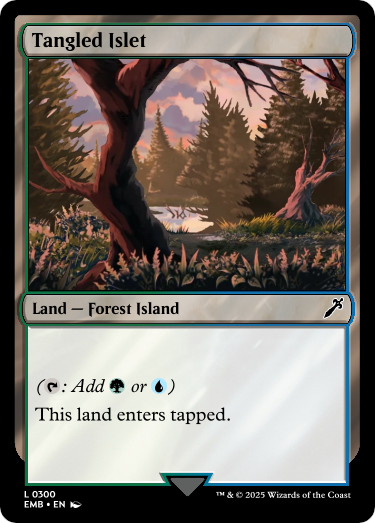 Tangled Islet
Land — Forest Island
(: Add or )
This land enters tapped.
L 0300
EMB • EN
™ & © 2025 Wizards of the Coast